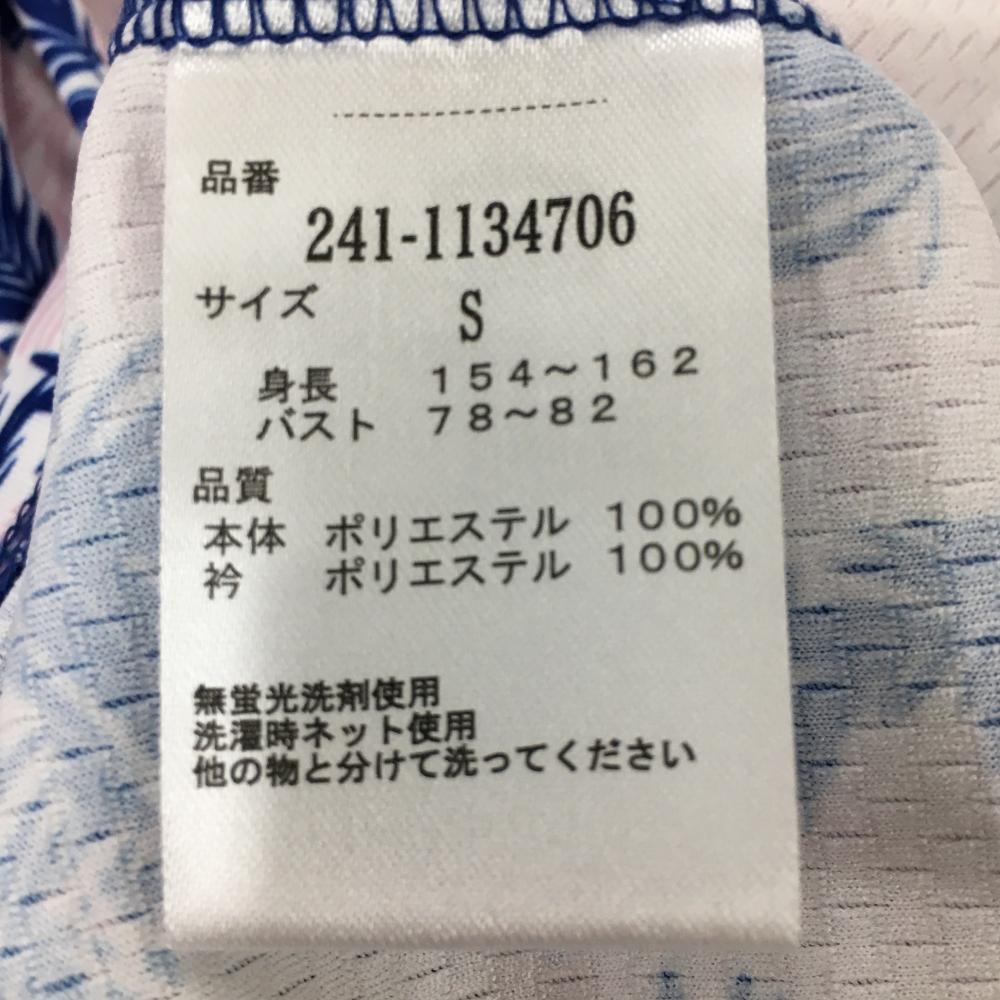 品番
241-1134706
サイズ S
身長 154～162
バスト 78～82
品質
本体 ポリエステル 100%
衿 ポリエステル 100%
無蛍光洗剤使用
洗濯時ネット使用
他の物と分けて洗ってください